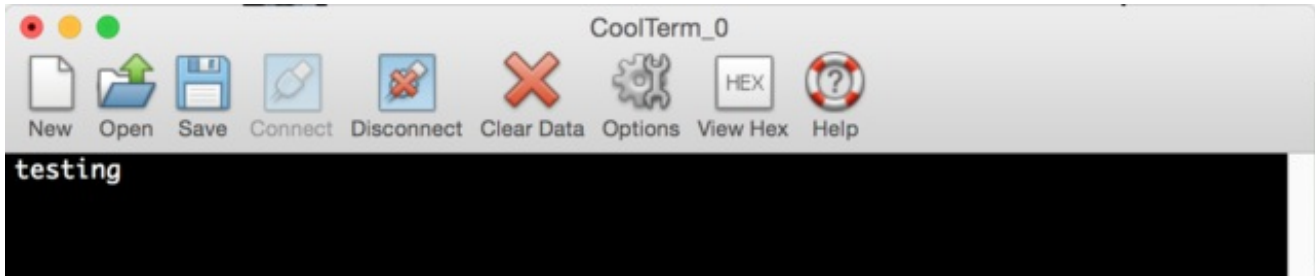 CoolTerm_0
New Open Save Connect Disconnect Clear Data Options View Hex Help
HEX
testing